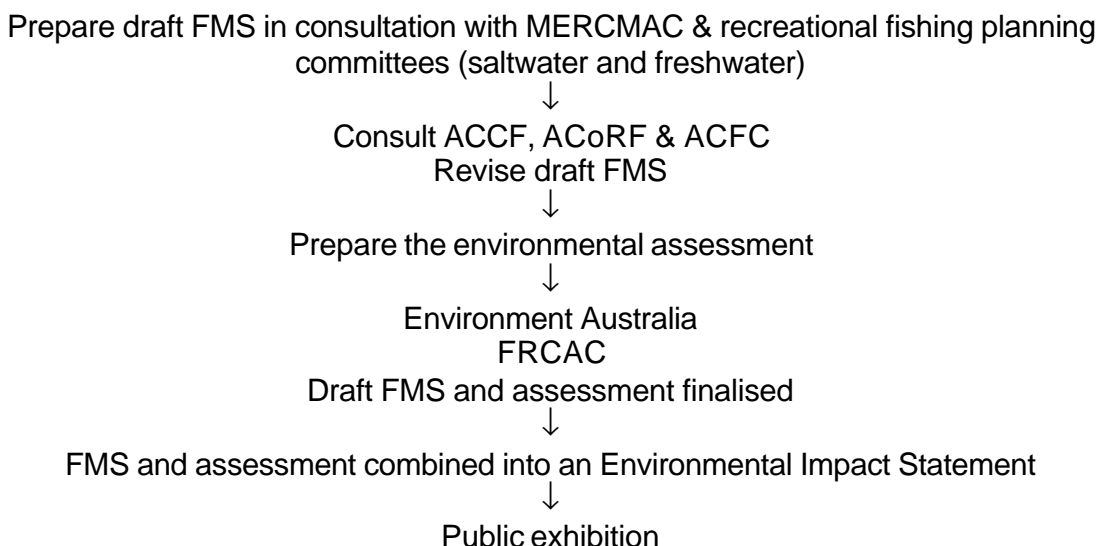 Prepare draft FMS in consultation with MERCMAC & recreational fishing planning
committees (saltwater and freshwater)
↓
Consult ACCF, ACoRF & ACFC
Revise draft FMS
↓
Prepare the environmental assessment
↓
Environment Australia
FRCAC
Draft FMS and assessment finalised
↓
FMS and assessment combined into an Environmental Impact Statement
↓
Public exhibition